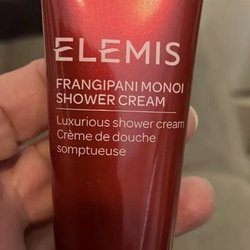 ELEMIS
FRANGIPANI MONOI
SHOWER CREAM
Luxurious shower cream
Crème de douche
somptueuse